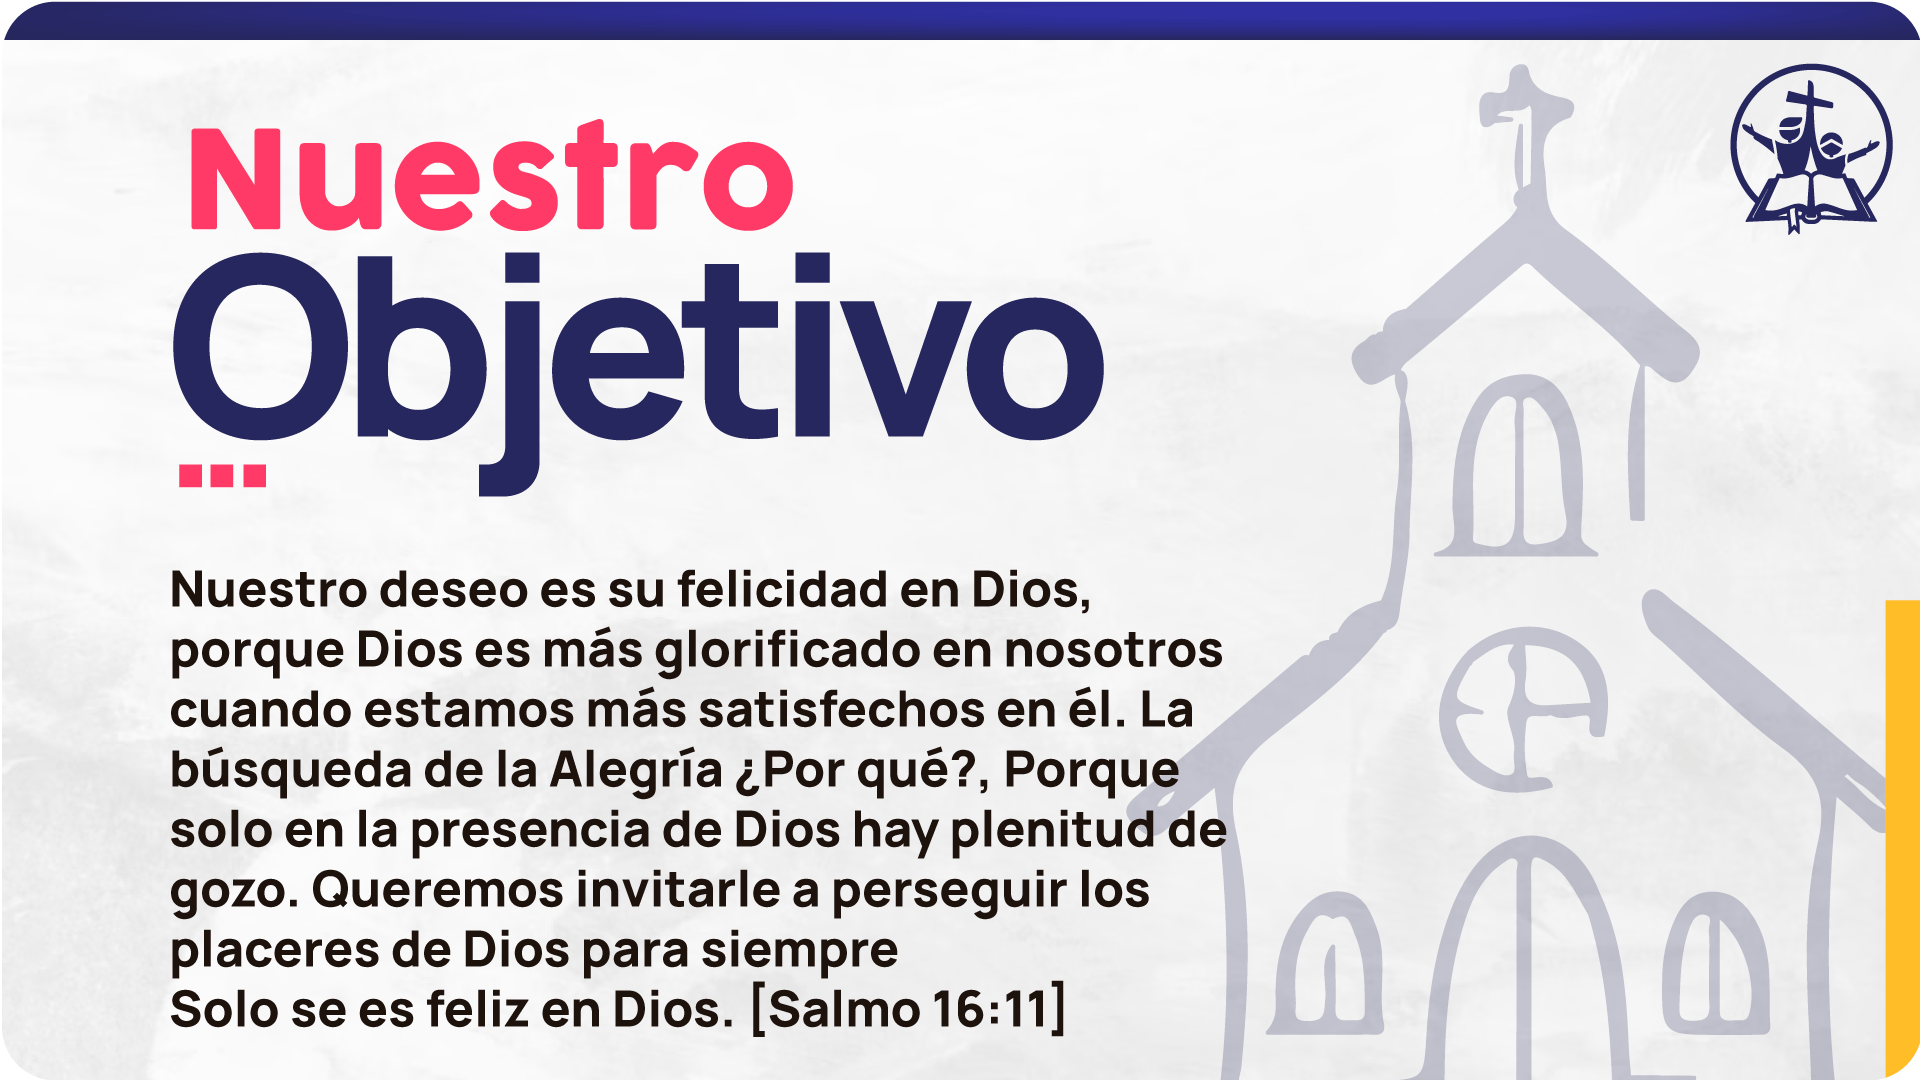 Nuestro
Objetivo
Nuestro deseo es su felicidad en Dios,
porque Dios es más glorificado en nosotros
cuando estamos más satisfechos en él. La
búsqueda de la Alegría ¿Por qué?, Porque
solo en la presencia de Dios hay plenitud de
gozo. Queremos invitarle a perseguir los
placeres de Dios para siempre
Solo se es feliz en Dios. [Salmo 16:11]